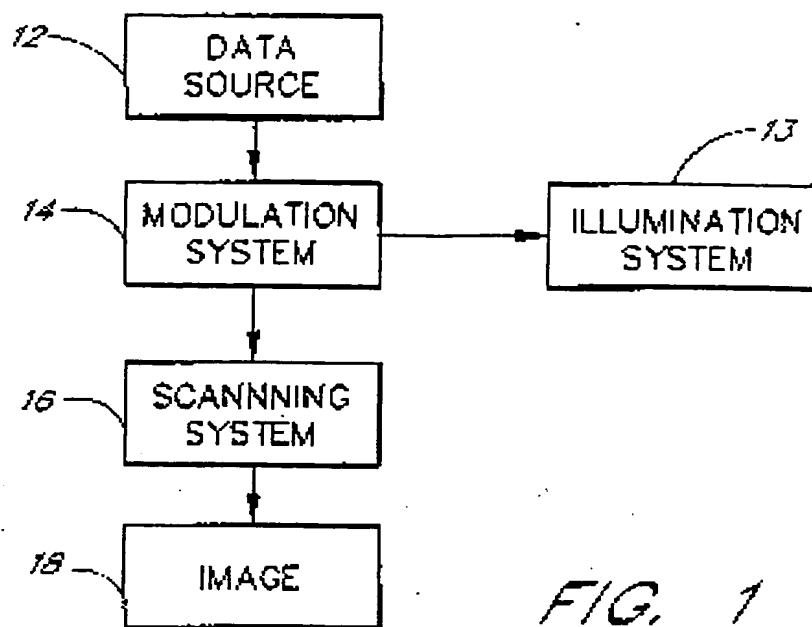 12
DATA
SOURCE
13
14
MODULATION
SYSTEM
ILLUMINATION
SYSTEM
16
SCANNNING
SYSTEM
18
IMAGE
FIG. 1